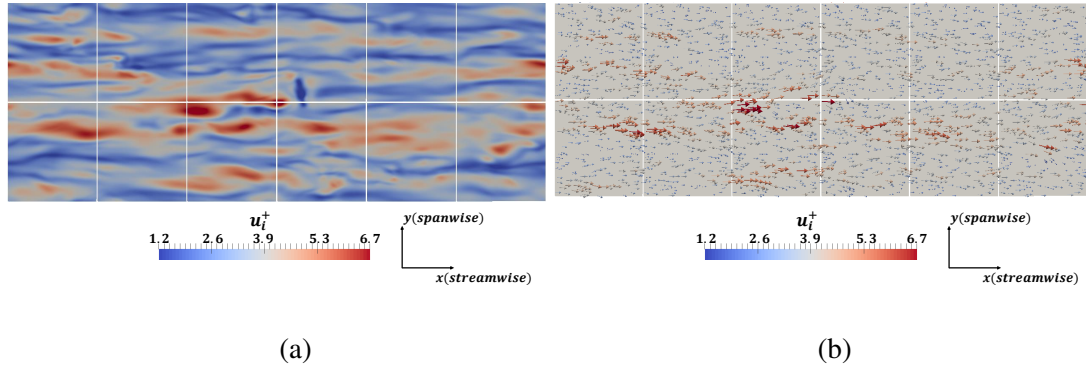 u_i^+
1.2 2.6 3.9 5.3 6.7
y(spanwise)
x(streamwise)
(a)
u_i^+
1.2 2.6 3.9 5.3 6.7
y(spanwise)
x(streamwise)
(b)